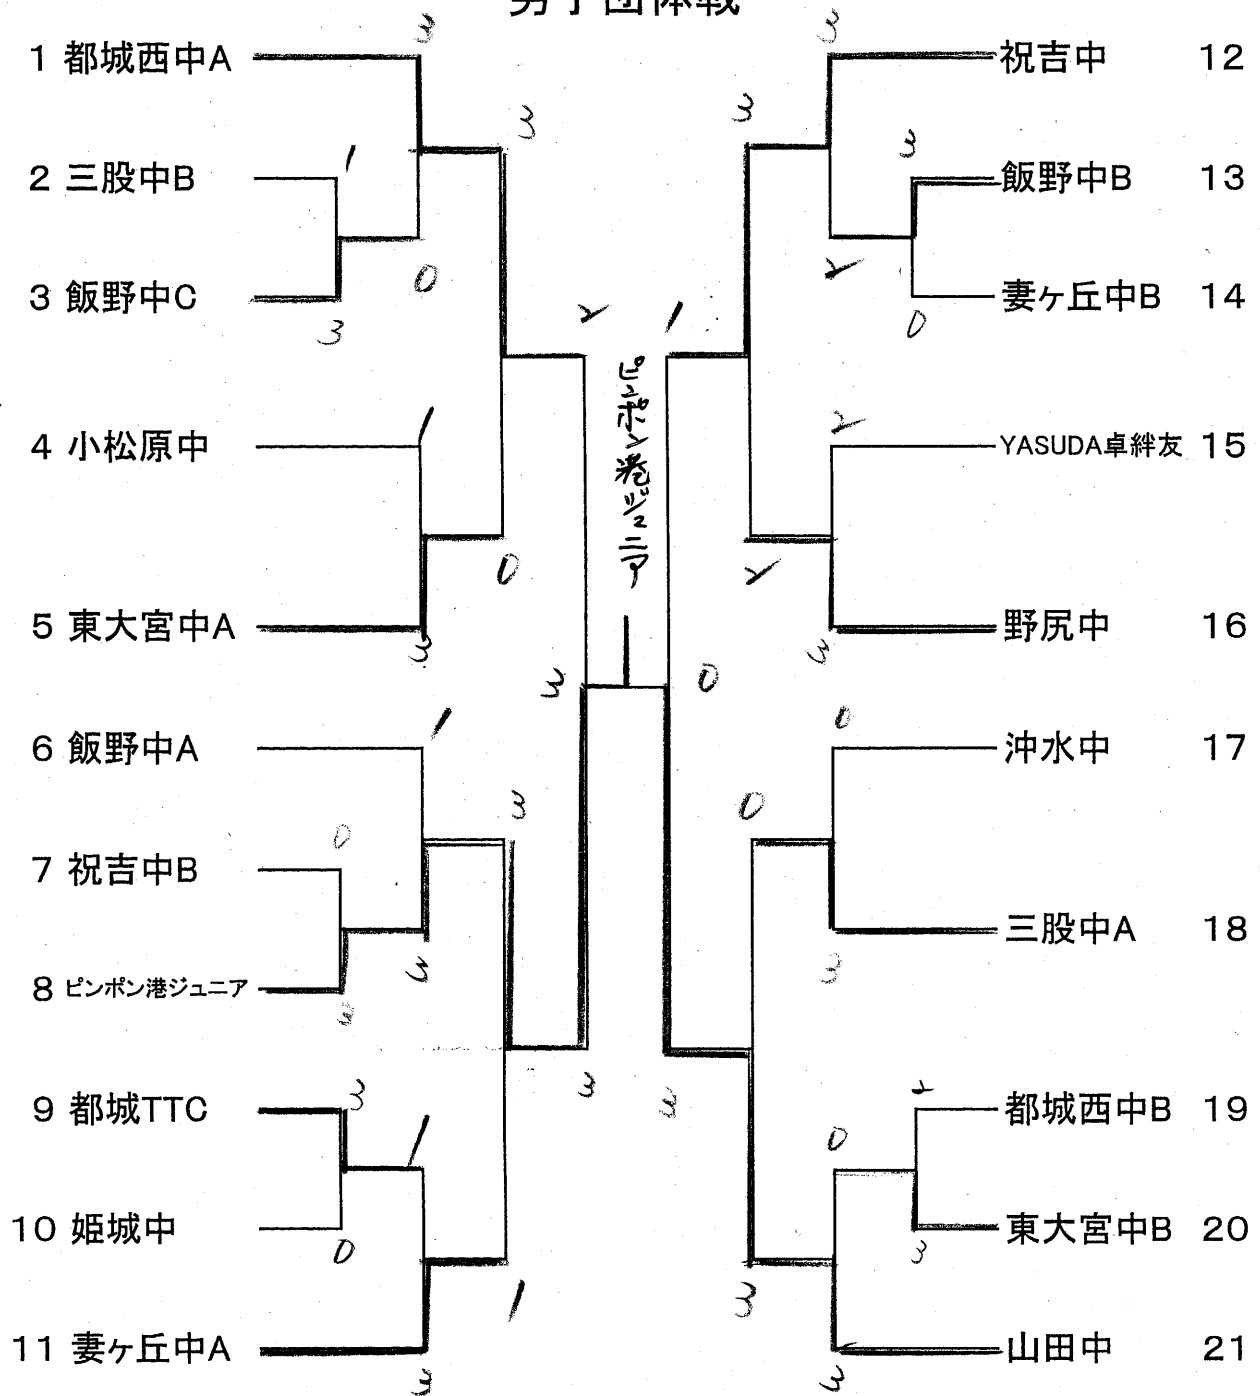 男子団体戦
3
3
1 都城西中A
祝吉中 12
3
3
1
3
2 三股中B
飯野中B 13
0
2
3 飯野中C
妻ヶ丘中B 14
3
0
2
1
ピンポン港ジュニア
1
2
4 小松原中
YASUDA卓絆友 15
0
2
5 東大宮中A
野尻中 16
3
3
3
0
1
0
6 飯野中A
沖水中 17
3
0
0
7 祝吉中B
三股中A 18
3
3
8 ピンポン港ジュニア
3
3
3
9 都城TTC
3
2
都城西中B 19
1
0
10 姫城中
東大宮中B 20
0
3
1
3
11 妻ヶ丘中A
山田中 21
3
3